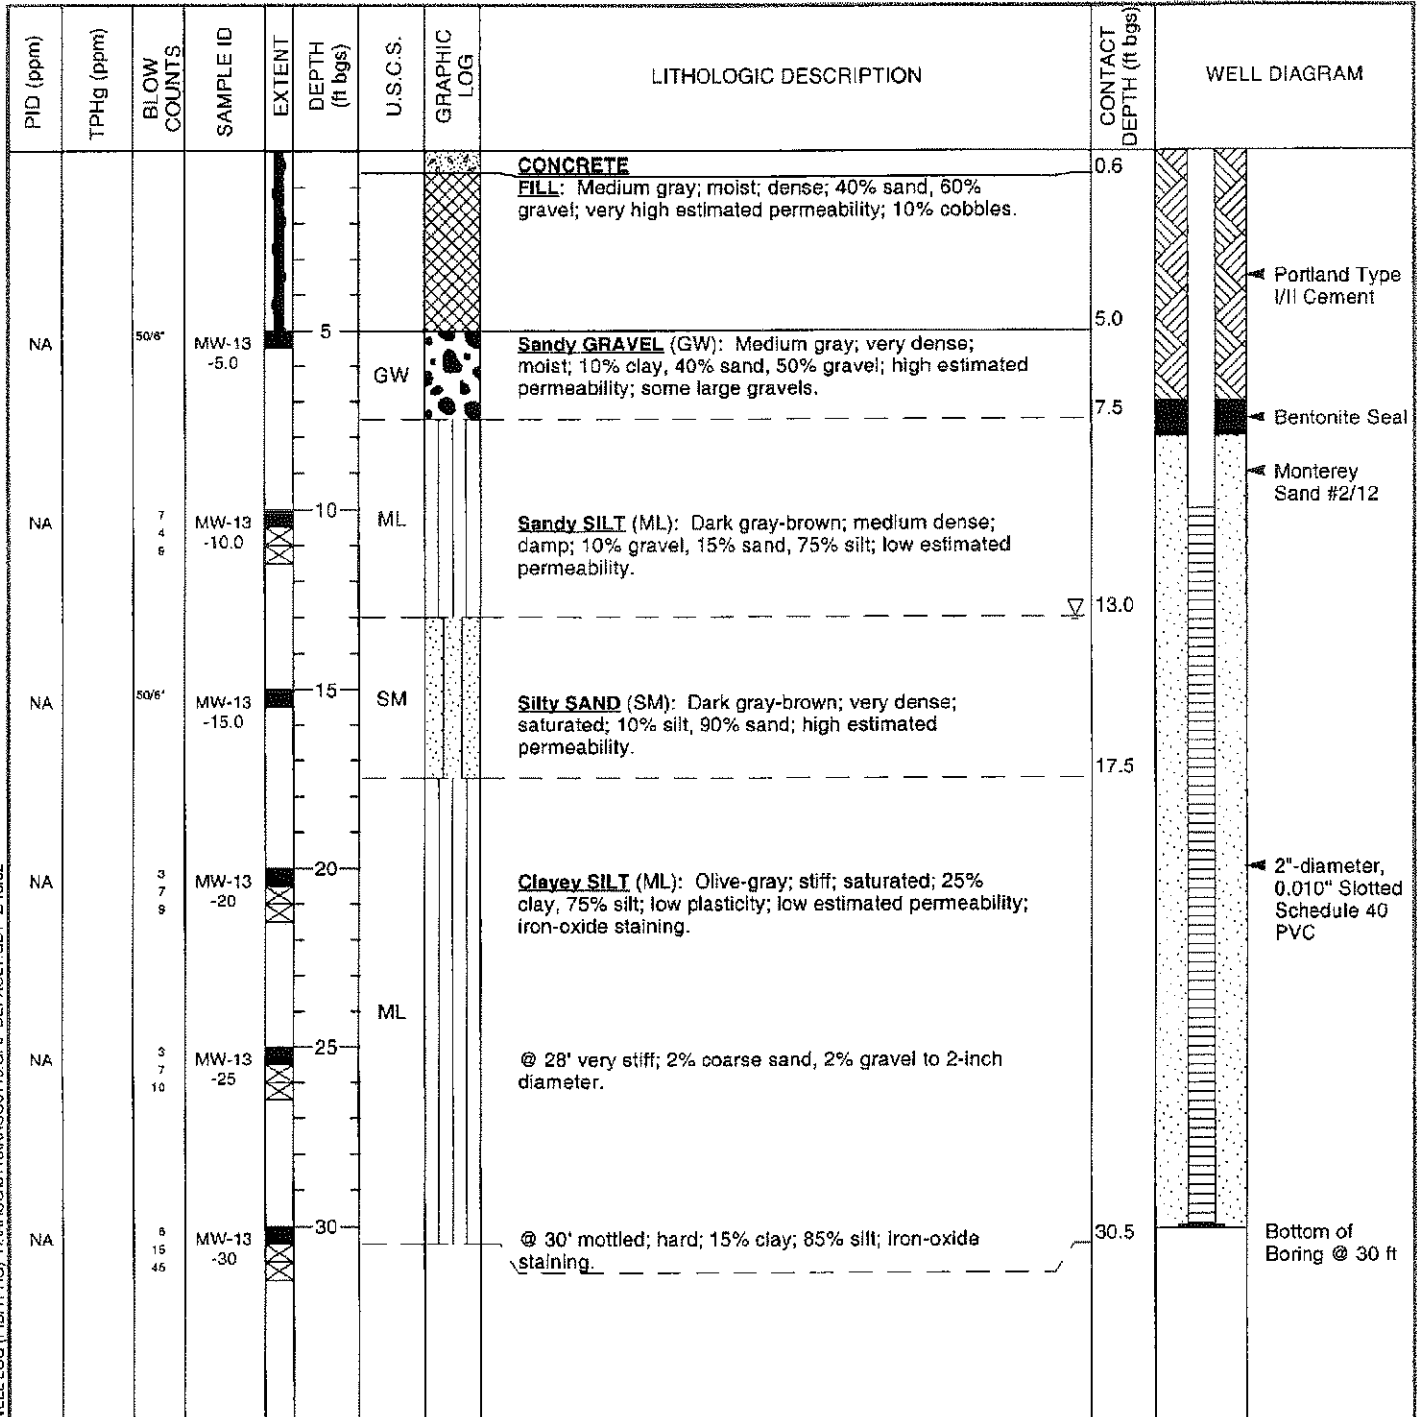 PID (ppm)
TPHg (ppm)
BLOW
COUNTS
SAMPLE ID
EXTENT
DEPTH
(ft bgs)
U.S.C.S.
GRAPHIC
LOG
LITHOLOGIC DESCRIPTION
CONTACT
DEPTH (ft bgs)
WELL DIAGRAM
CONCRETE
0.6
FILL: Medium gray; moist; dense; 40% sand, 60%
gravel; very high estimated permeability; 10% cobbles.
Portland Type
I/II Cement
5.0
NA
50/6"
MW-13
-5.0
5
GW
Sandy GRAVEL (GW): Medium gray; very dense;
moist; 10% clay, 40% sand, 50% gravel; high estimated
permeability; some large gravels.
7.5
Bentonite Seal
Monterey
Sand #2/12
NA
7
4
MW-13
-10.0
10
ML
Sandy SILT (ML): Dark gray-brown; medium dense;
damp; 10% gravel, 15% sand, 75% silt; low estimated
permeability.
13.0
NA
50/6"
MW-13
-15.0
15
SM
Silty SAND (SM): Dark gray-brown; very dense;
saturated; 10% silt, 90% sand; high estimated
permeability.
17.5
NA
3
7
9
MW-13
-20
20
Clayey SILT (ML): Olive-gray; stiff; saturated; 25%
clay, 75% silt; low plasticity; low estimated permeability;
iron-oxide staining.
2"-diameter,
0.010" Slotted
Schedule 40
PVC
ML
NA
3
7
10
MW-13
-25
25
@ 28' very stiff; 2% coarse sand, 2% gravel to 2-inch
diameter.
NA
15
45
MW-13
-30
30
@ 30' mottled; hard; 15% clay; 85% silt; iron-oxide
staining.
30.5
Bottom of
Boring @ 30 ft